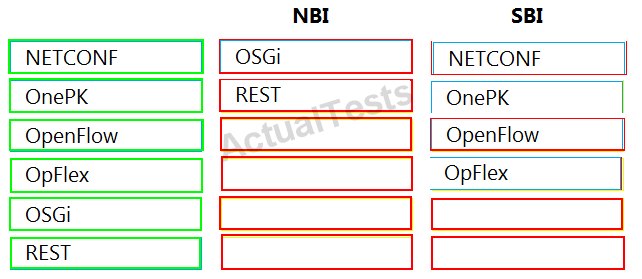 NBI SBI
NETCONF OSGi NETCONF
OnePK REST OnePK
OpenFlow OpenFlow
OpFlex OpFlex
OSGi
REST
ActualTests